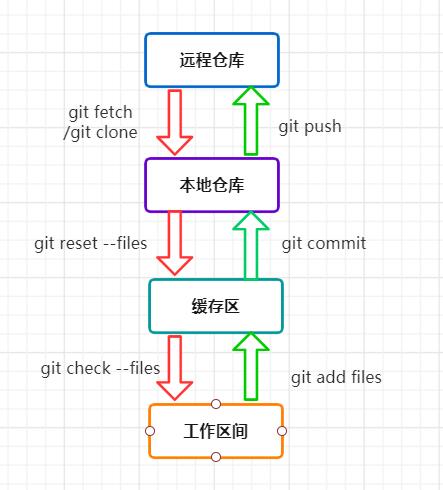 远程仓库
git fetch
/git clone
git push
本地仓库
git reset --files
git commit
缓存区
git check --files
git add files
工作区间